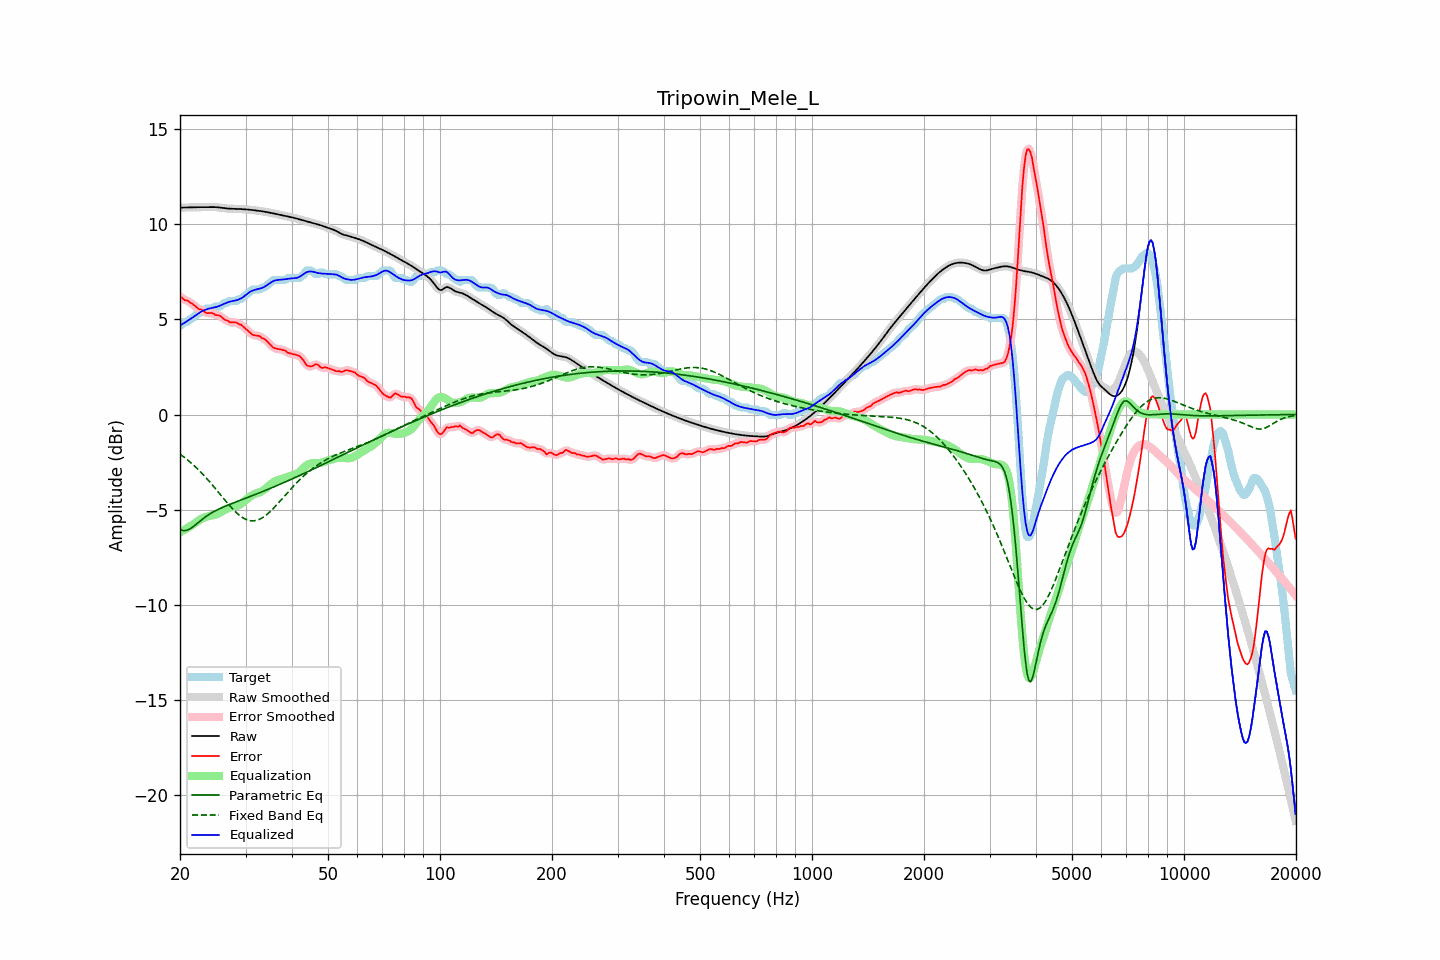 Tripowin_Mele_L
Amplitude (dBr)
15
10
5
0
−5
−10
−15
−20
Target
Raw Smoothed
Error Smoothed
Raw
Error
Equalization
Parametric Eq
Fixed Band Eq
Equalized
20 50 100 200 500 1000 2000 5000 10000 20000
Frequency (Hz)